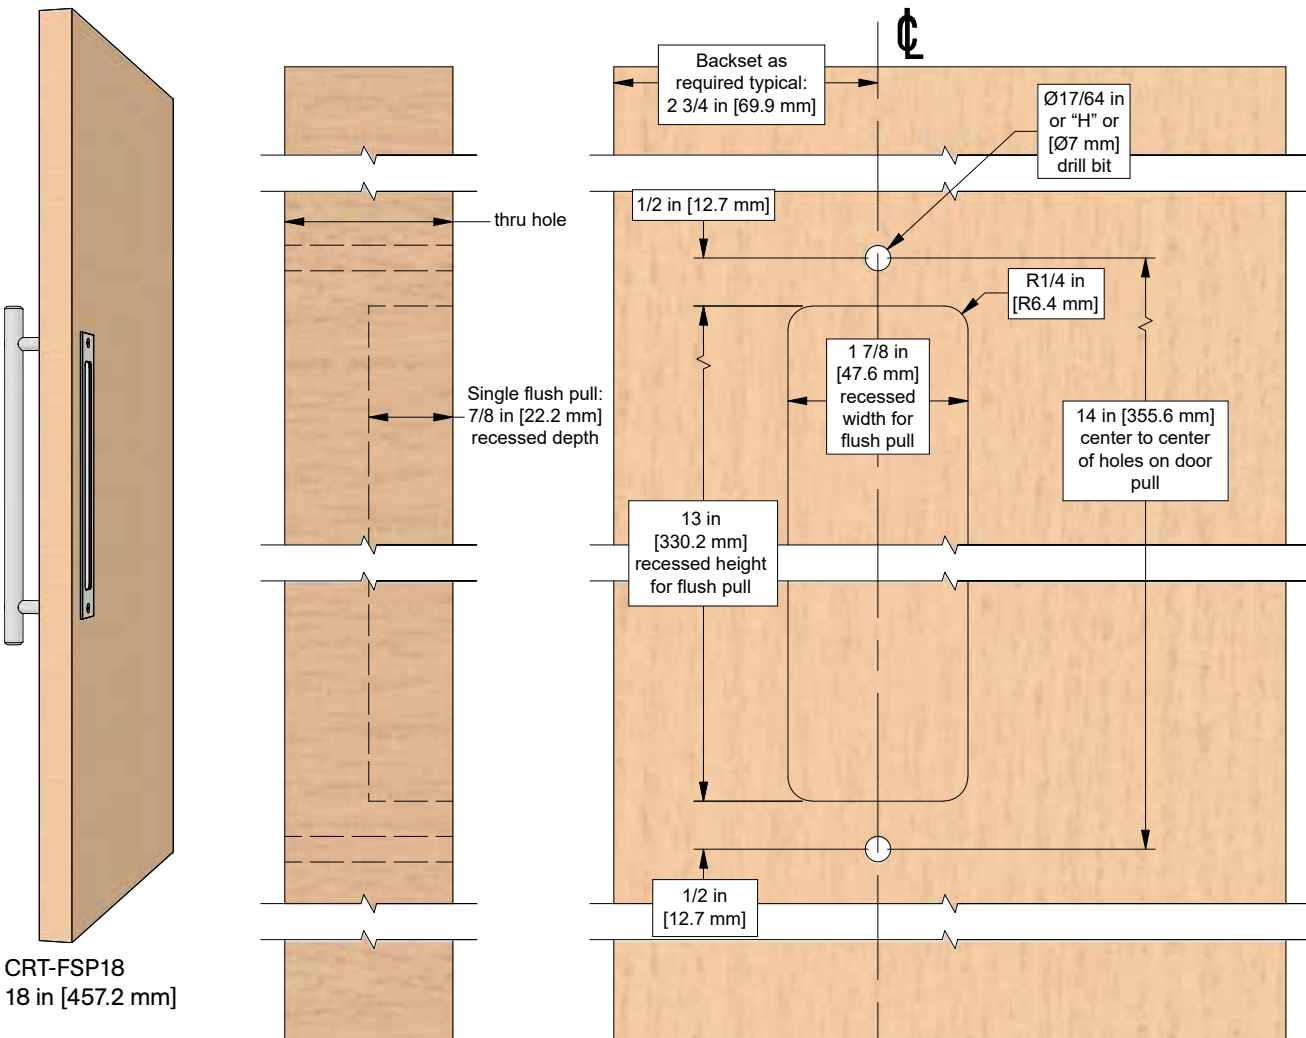 ℄
Backset as
required typical:
2 3/4 in [69.9 mm]
Ø17/64 in
or “H” or
[Ø7 mm]
drill bit
1/2 in [12.7 mm]
thru hole
R1/4 in
[R6.4 mm]
1 7/8 in
[47.6 mm]
recessed
width for
flush pull
Single flush pull:
7/8 in [22.2 mm]
recessed depth
14 in [355.6 mm]
center to center
of holes on door
pull
13 in
[330.2 mm]
recessed height
for flush pull
1/2 in
[12.7 mm]
CRT-FSP18
18 in [457.2 mm]